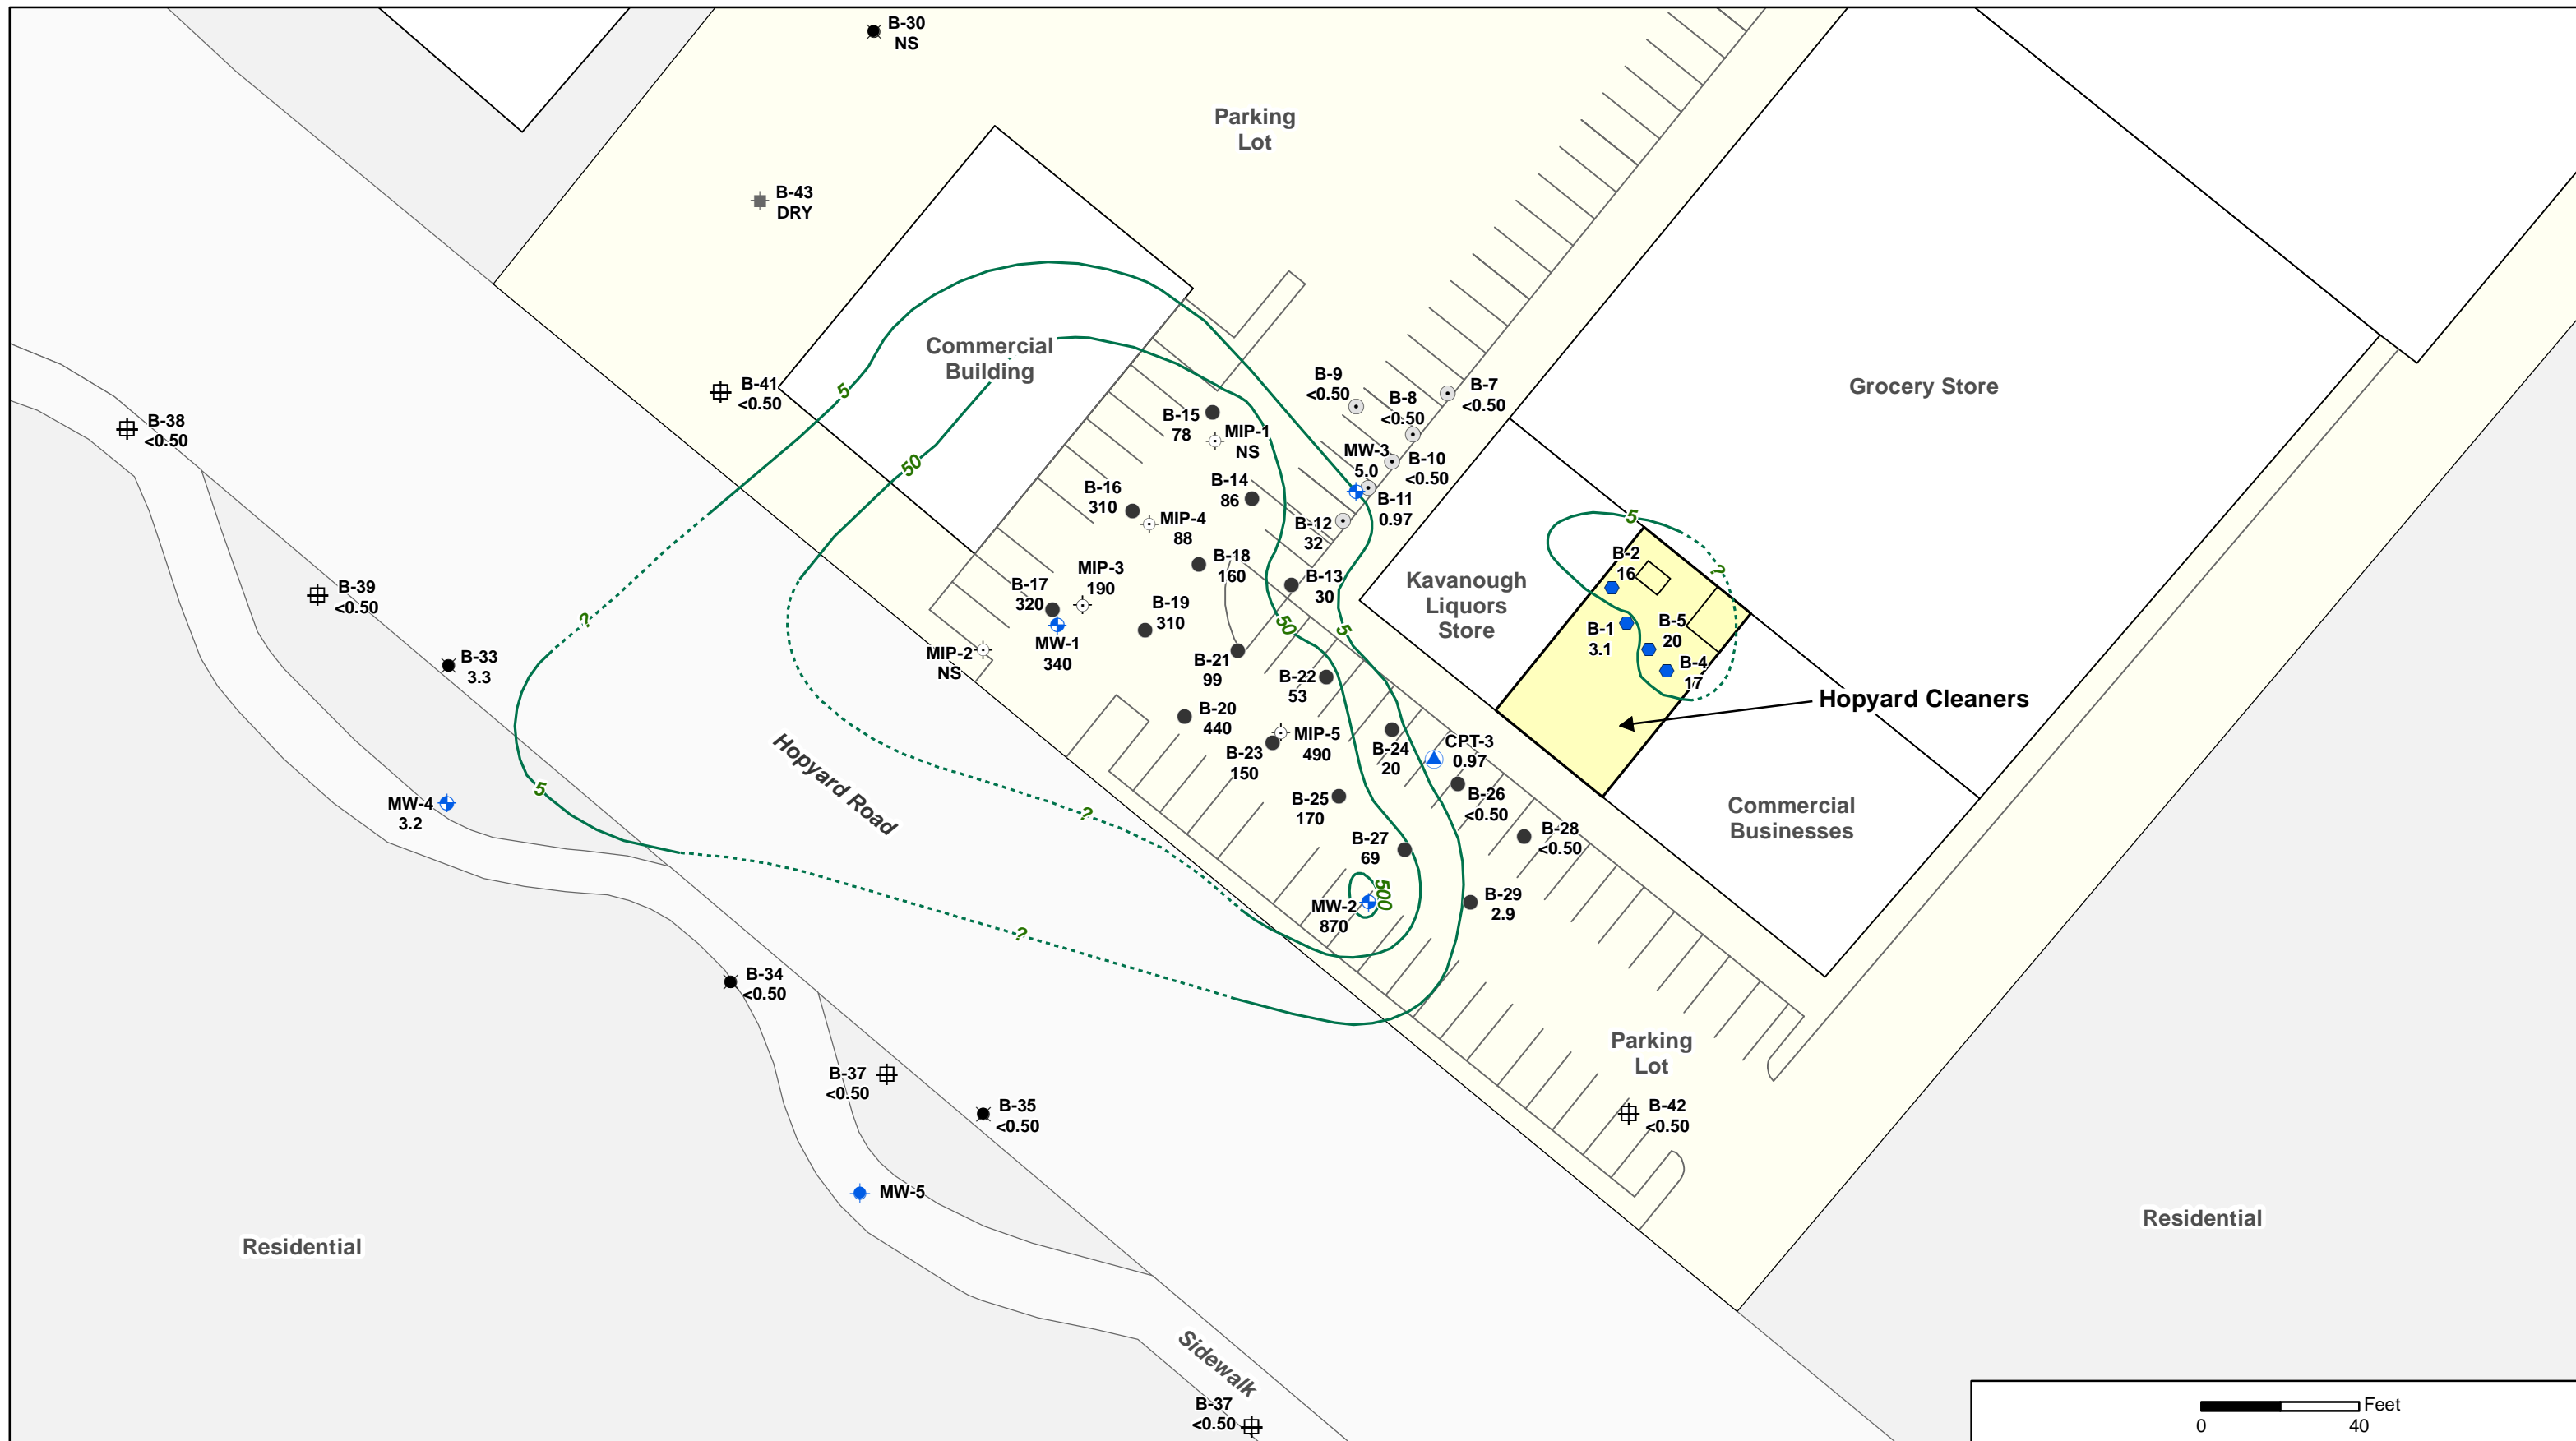 B-30
NS
Parking
Lot
B-43
DRY
5
Commercial
Building
50
B-41
<0.50
B-38
<0.50
B-9
<0.50
B-8
<0.50
B-7
<0.50
Grocery Store
B-15
78
MIP-1
NS
MW-3
5.0
B-10
<0.50
B-11
0.97
B-14
86
B-16
310
MIP-4
88
B-12
32
5
?
B-2
16
B-18
160
B-13
30
MIP-3
190
B-17
320
B-39
<0.50
Kavanough
Liquors
Store
B-19
310
MW-1
340
MIP-2
NS
50
5
B-1
3.1
B-5
20
B-4
17
?
B-33
3.3
B-21
99
B-22
53
Hopyard Cleaners
B-20
440
MIP-5
490
B-23
150
B-24
20
CPT-3
0.97
Hopyard Road
5
MW-4
3.2
?
B-25
170
B-26
<0.50
B-28
<0.50
Commercial
Businesses
B-27
69
500
MW-2
870
B-29
2.9
?
B-34
<0.50
Parking
Lot
B-37
<0.50
B-35
<0.50
B-42
<0.50
MW-5
Residential
Residential
Sidewalk
B-37
<0.50
Feet
0
40